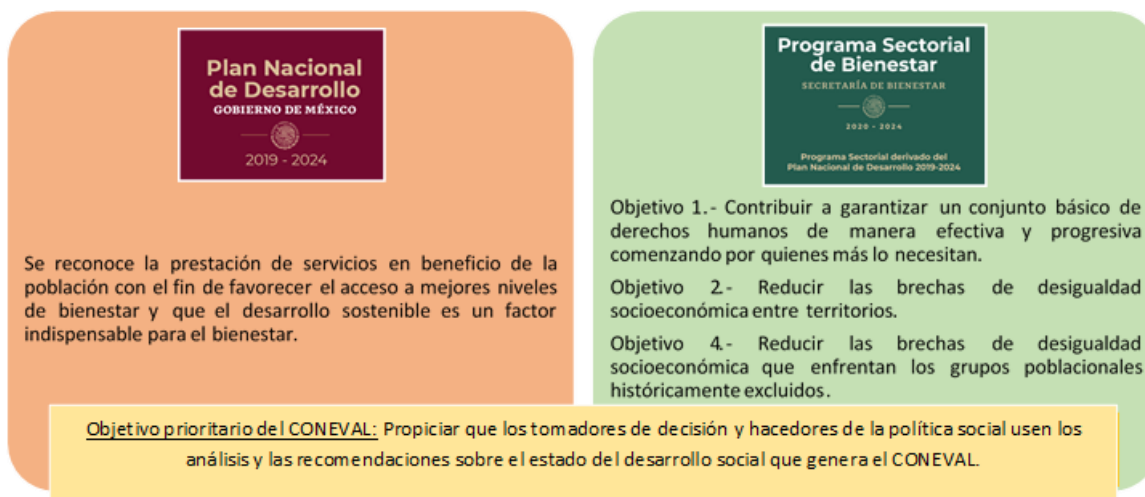 Plan Nacional
de Desarrollo
GOBIERNO DE MÉXICO
2019 - 2024
Se reconoce la prestación de servicios en beneficio de la
población con el fin de favorecer el acceso a mejores niveles
de bienestar y que el desarrollo sostenible es un factor
indispensable para el bienestar.
Programa Sectorial
de Bienestar
SECRETARÍA DE BIENESTAR
2020 - 2024
Programa Sectorial derivado del
Plan Nacional de Desarrollo 2019-2024
Objetivo 1.- Contribuir a garantizar un conjunto básico de
derechos humanos de manera efectiva y progresiva
comenzando por quienes más lo necesitan.
Objetivo 2.- Reducir las brechas de desigualdad
socioeconómica entre territorios.
Objetivo 4.- Reducir las brechas de desigualdad
socioeconómica que enfrentan los grupos poblacionales
históricamente excluidos.
Objetivo prioritario del CONEVAL: Propiciar que los tomadores de decisión y hacedores de la política social usen los
análisis y las recomendaciones sobre el estado del desarrollo social que genera el CONEVAL.